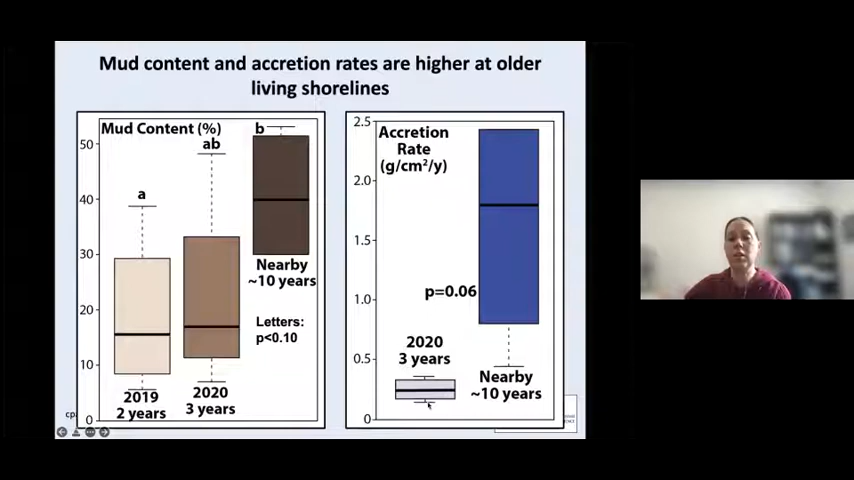 Mud content and accretion rates are higher at older
living shorelines
Mud Content (%)
50
40
30
20
10
0
a
ab
b
2019
2 years
2020
3 years
Nearby
~10 years
Letters:
p<0.10
2.5
2.0
1.5
1.0
0.5
0
Accretion
Rate
(g/cm²/y)
p=0.06
2020
3 years
Nearby
~10 years